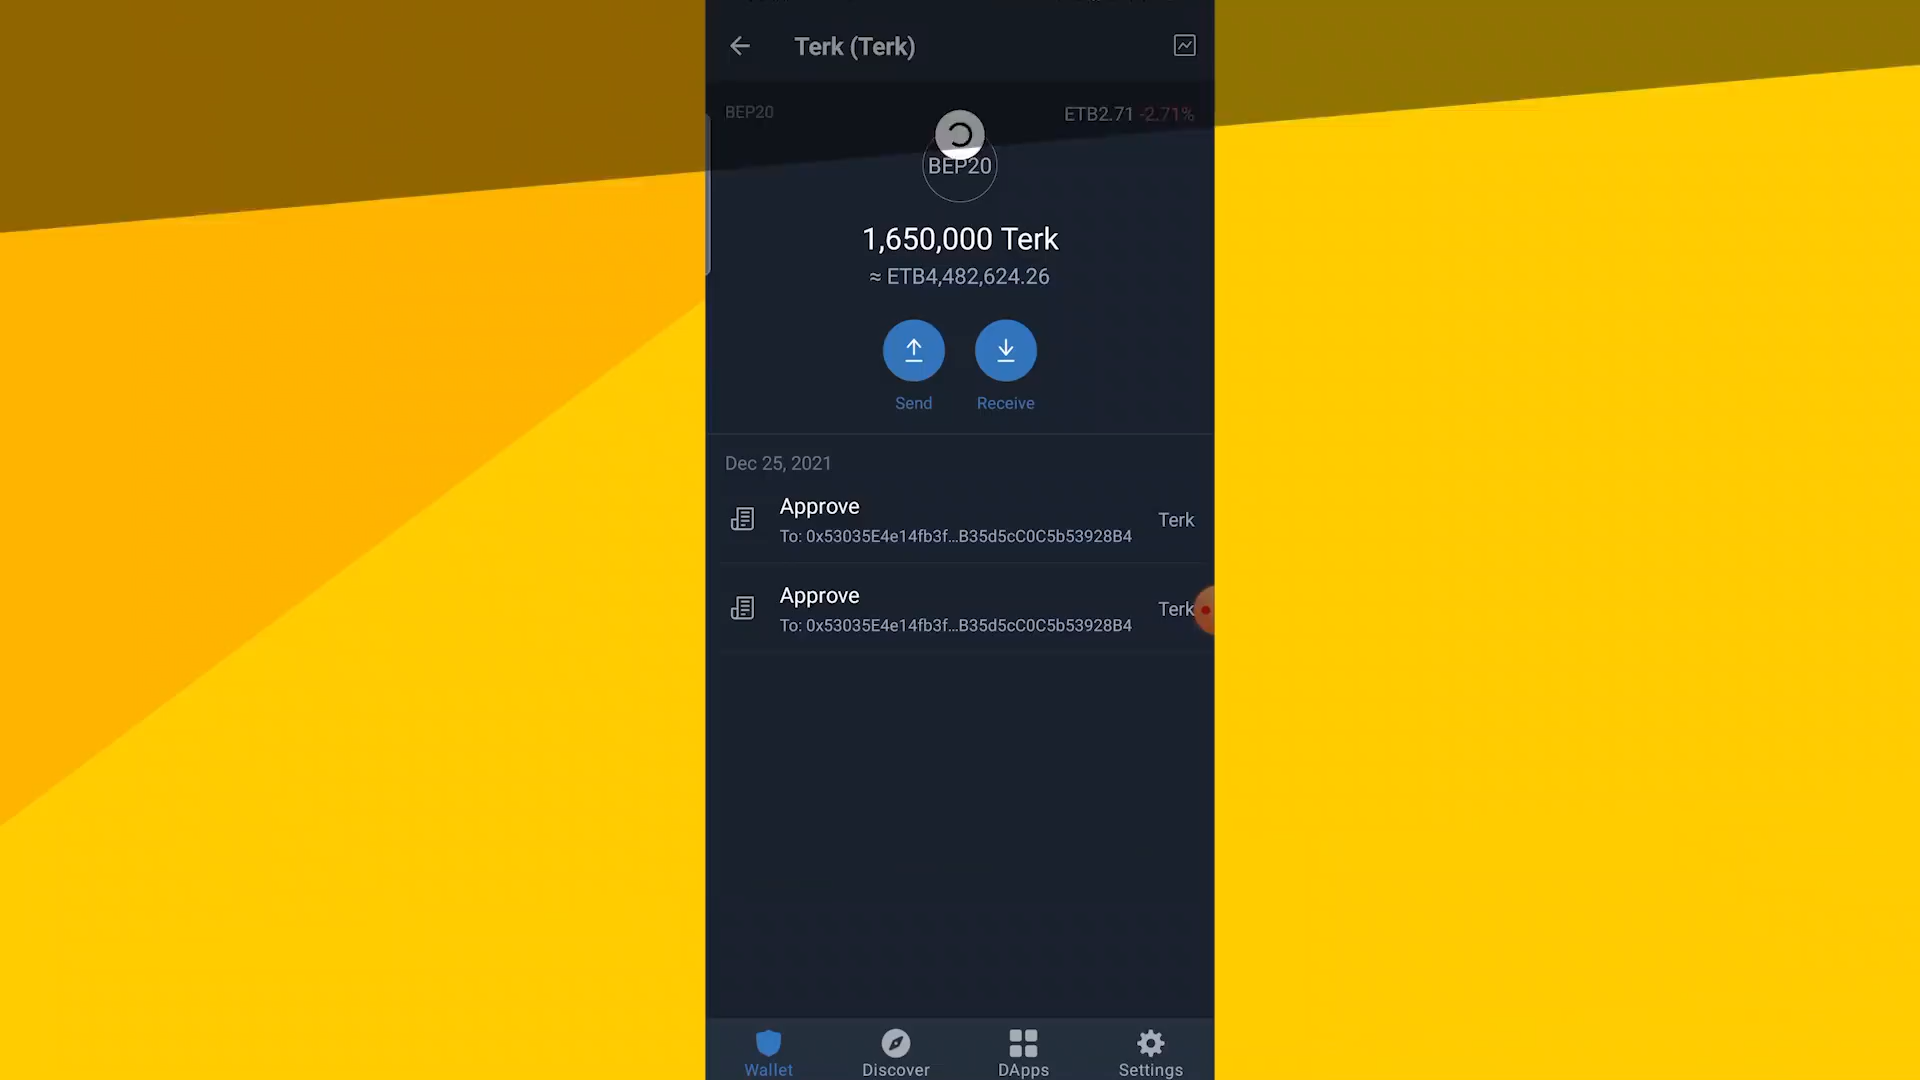 Terk (Terk)
BEP20
ETB2.71 -2.71%
BEP20
1,650,000 Terk
≈ ETB4,482,624.26
Send
Receive
Dec 25, 2021
Approve
Terk
To: 0x53035E4e14fb3f...B35d5cC0C5b53928B4
Approve
Terk
To: 0x53035E4e14fb3f...B35d5cC0C5b53928B4
Wallet
Discover
DApps
Settings